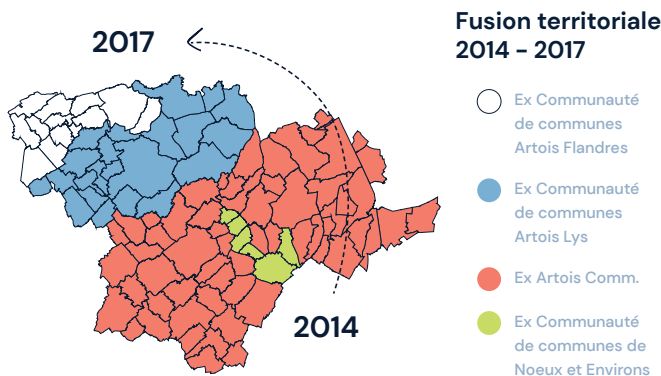 Fusion territoriale
2014 – 2017
2017
2014
Ex Communauté
de communes
Artois Flandres
Ex Communauté
de communes
Artois Lys
Ex Artois Comm.
Ex Communauté
de communes de
Noeux et Environs